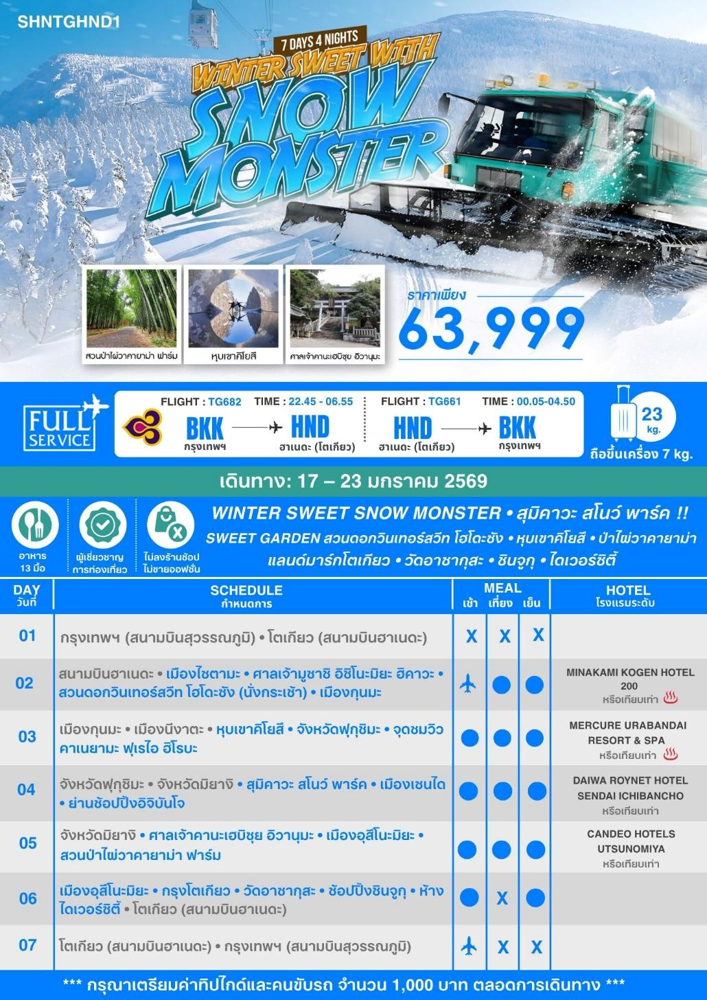 SHNTGHND1
7 DAYS 4 NIGHTS
WINTER SWEET WITH
SNOW
MONSTER
สวนป่าไผ่วาคายาม่า ฟาร์ม
หุบเขาคิโยสึ
ศาลเจ้าคานะเฮบิซุย อิวานุมะ
ราคาเพียง
63,999
FULL
SERVICE
FLIGHT : TG682 TIME : 22.45 - 06.55
BKK HND
กรุงเทพฯ ฮาเนดะ (โตเกียว)
FLIGHT : TG661 TIME : 00.05-04.50
HND BKK
ฮาเนดะ (โตเกียว) กรุงเทพฯ
23
kg.
ถือขึ้นเครื่อง 7 kg.
เดินทาง: 17 – 23 มกราคม 2569
อาหาร
13 มื้อ
ผู้เชี่ยวชาญ
การท่องเที่ยว
ไม่ลงร้านช้อป
ไม่ขายออฟชั่น
WINTER SWEET SNOW MONSTER • สุมิคาวะ สโนว์ พาร์ค !!
SWEET GARDEN สวนดอกวินเทอร์สวีท โฮโดะซัง • หุบเขาคิโยสึ • ป่าไผ่วาคายาม่า
แลนด์มาร์กโตเกียว • วัดอาซากุสะ • ชินจูกุ • ไดเวอร์ซิตี้
DAY SCHEDULE MEAL HOTEL
วันที่ กำหนดการ เช้า เที่ยง เย็น โรงแรมระดับ
01 กรุงเทพฯ (สนามบินสุวรรณภูมิ) • โตเกียว (สนามบินฮาเนดะ) X X X
02 สนามบินฮาเนดะ • เมืองไซตามะ • ศาลเจ้ามูซาชิ อิชิโนะมิยะ ฮิคาวะ •
สวนดอกวินเทอร์สวีท โฮโดะซัง (นั่งกระเช้า) • เมืองกุนมะ
MINAKAMI KOGEN HOTEL
200
หรือเทียบเท่า
03 เมืองกุนมะ • เมืองนีงาตะ • หุบเขาคิโยสึ • จังหวัดฟุกุชิมะ • จุดชมวิว
คาเนยามะ ฟุเรไอ ฮิโรบะ
MERCURE URABANDAI
RESORT & SPA
หรือเทียบเท่า
04 จังหวัดฟุกุชิมะ • จังหวัดมิยางิ • สุมิคาวะ สโนว์ พาร์ค • เมืองเซนได
• ย่านช้อปปิ้งอิจิบันโจ
DAIWA ROYNET HOTEL
SENDAI ICHIBANCHO
หรือเทียบเท่า
05 จังหวัดมิยางิ • ศาลเจ้าคานะเฮบิซุย อิวานุมะ • เมืองอุสึโนะมิยะ •
สวนป่าไผ่วาคายาม่า ฟาร์ม
CANDEO HOTELS
UTSUNOMIYA
หรือเทียบเท่า
06 เมืองอุสึโนะมิยะ • กรุงโตเกียว • วัดอาซากุสะ • ช้อปปิ้งชินจูกุ • ห้าง
ไดเวอร์ซิตี้ • โตเกียว (สนามบินฮาเนดะ) X
07 โตเกียว (สนามบินฮาเนดะ) • กรุงเทพฯ (สนามบินสุวรรณภูมิ) X X
*** กรุณาเตรียมค่าทิปไกด์และคนขับรถ จำนวน 1,000 บาท ตลอดการเดินทาง ***